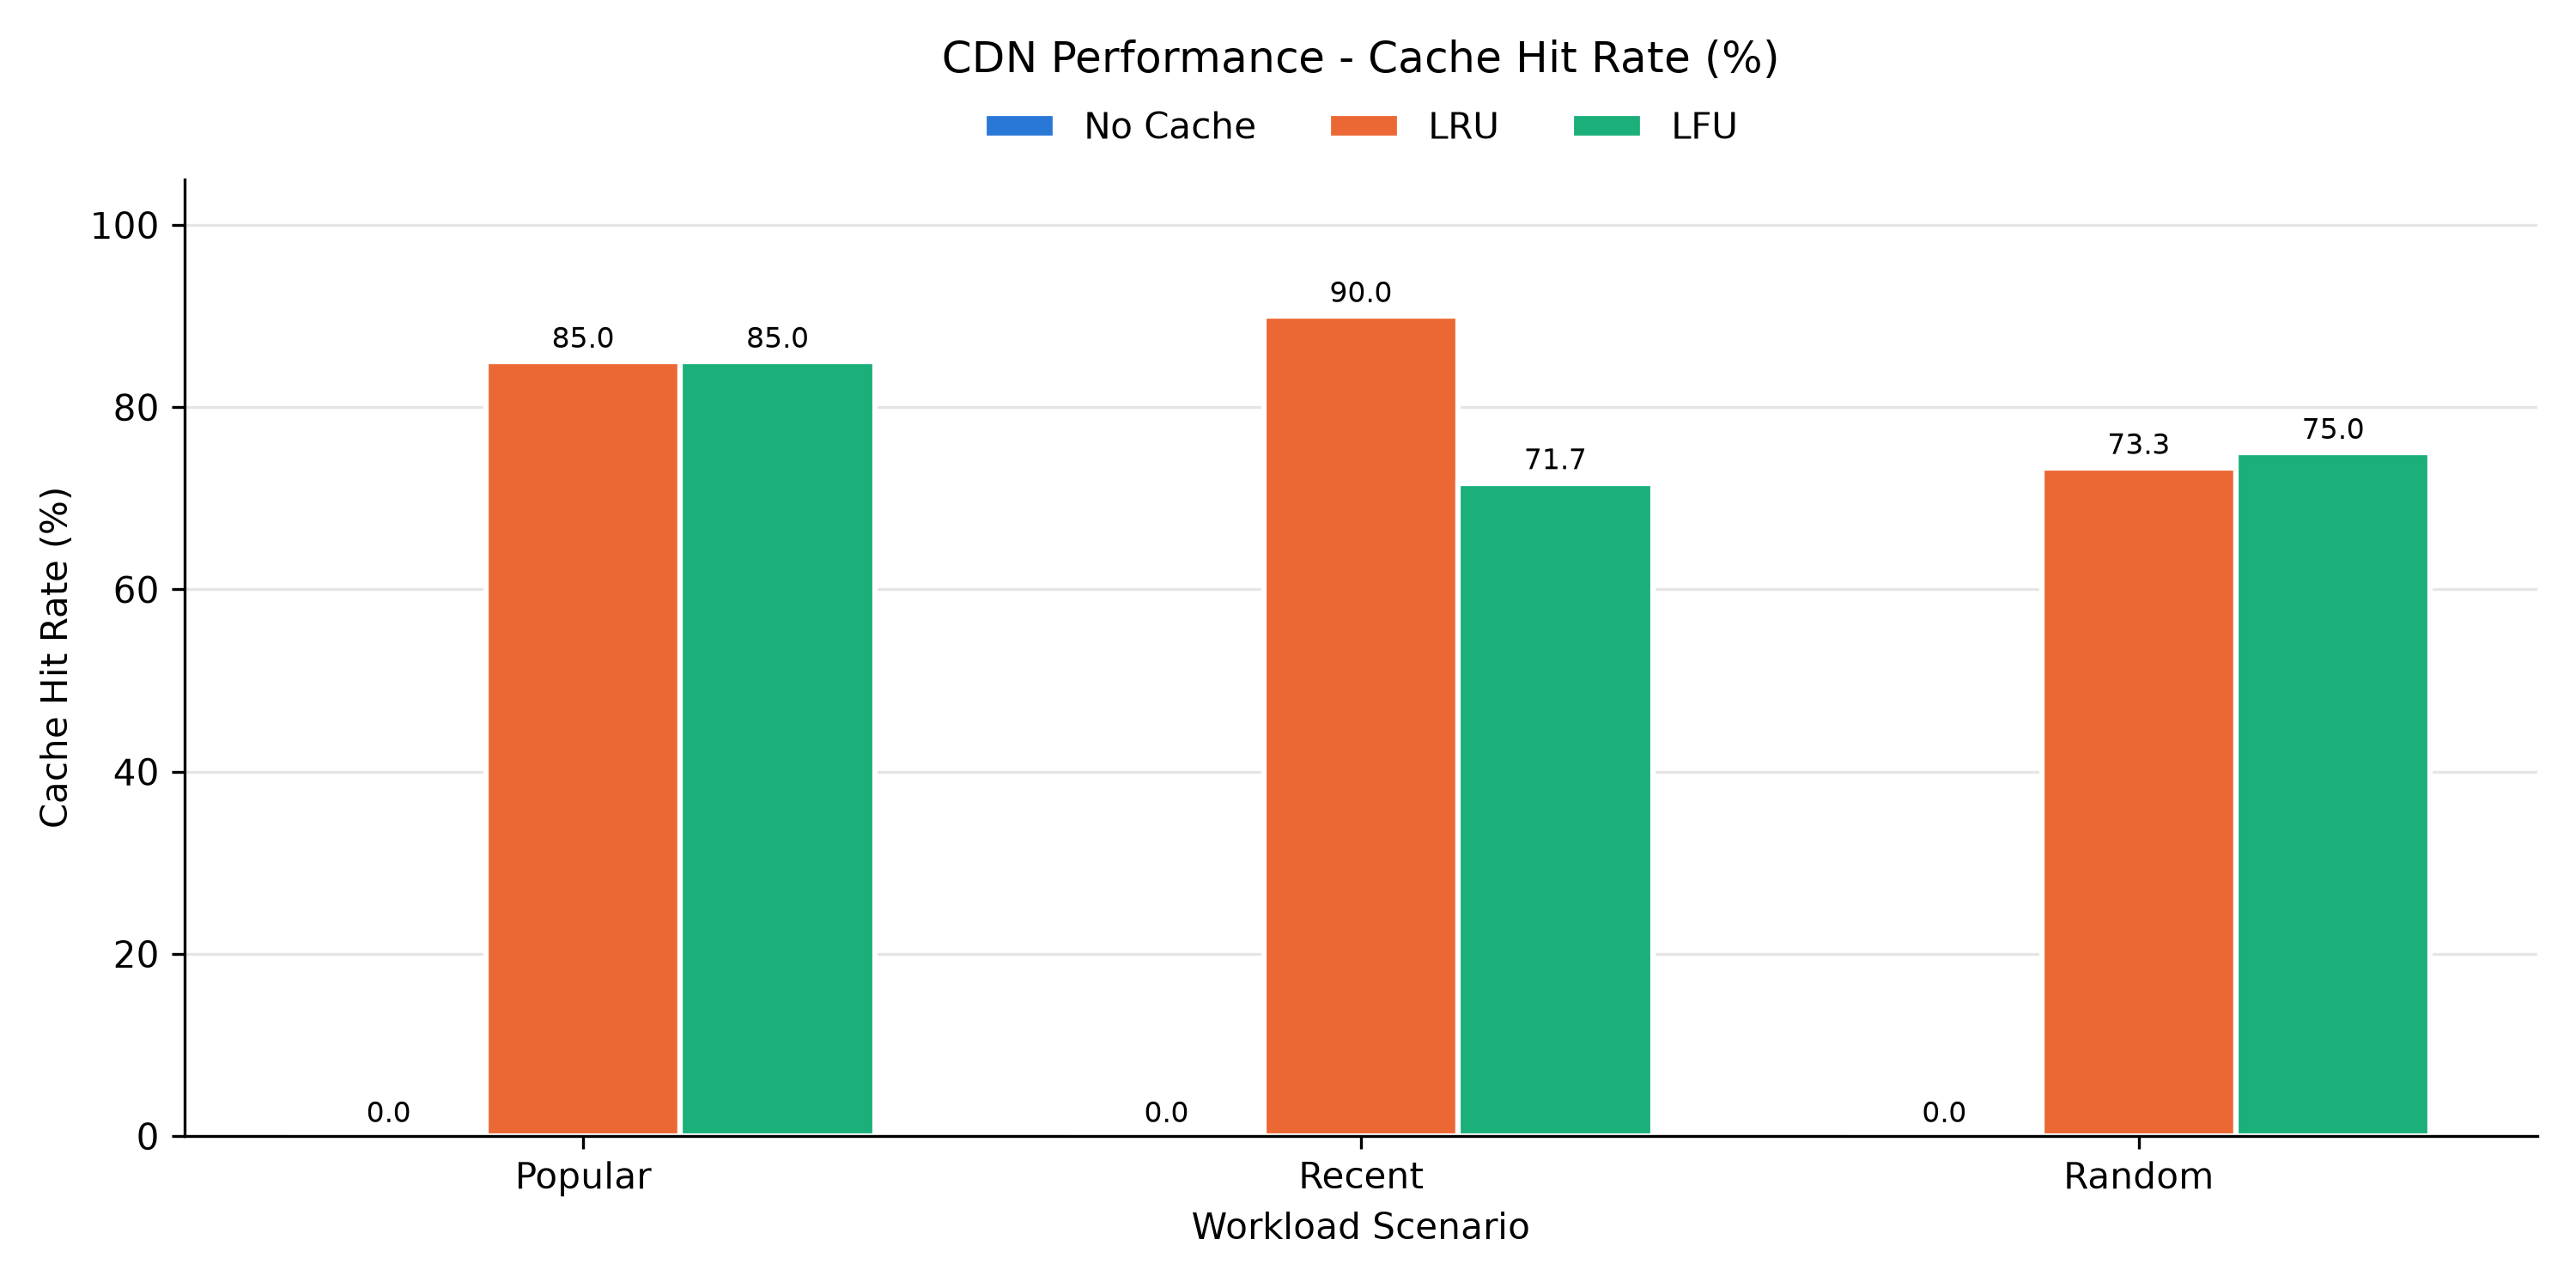 CDN Performance - Cache Hit Rate (%)
No Cache LRU LFU
Cache Hit Rate (%)
100
80
60
40
20
0
85.0 85.0
90.0
71.7
73.3
75.0
0.0 0.0 0.0
Popular Recent Random
Workload Scenario